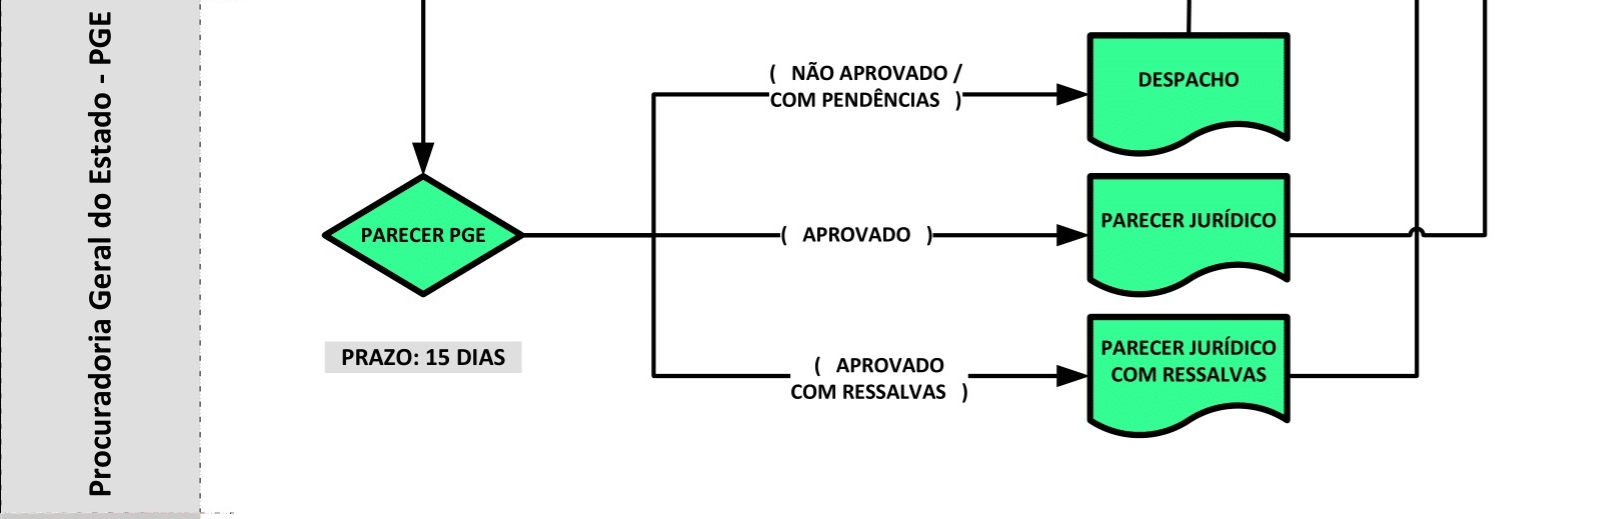 Procuradoria Geral do Estado - PGE
( NÃO APROVADO /
COM PENDÊNCIAS )
DESPACHO
PARECER PGE
( APROVADO )
PARECER JURÍDICO
PRAZO: 15 DIAS
( APROVADO
COM RESSALVAS )
PARECER JURÍDICO
COM RESSALVAS